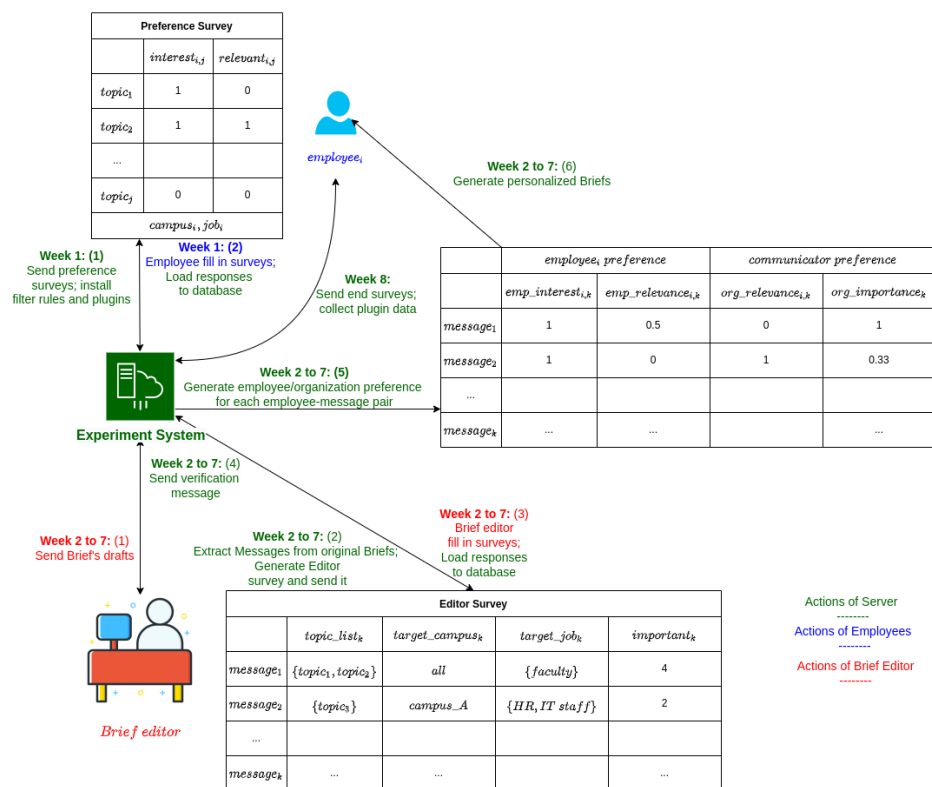 Preference Survey
interest_{i,j} relevant_{i,j}
topic_1 1 0
topic_2 1 1
...
topic_j 0 0
campus_i, job_i
employee_i
Week 1: (1)
Send preference
surveys; install
filter rules and plugins
Week 1: (2)
Employee fill in surveys;
Load responses
to database
Week 8:
Send end surveys;
collect plugin data
Week 2 to 7: (6)
Generate personalized Briefs
employee_i preference communicator preference
emp_interest_{i,k} emp_relevance_{i,k} org_relevance_{i,k} org_importance_k
message_1 1 0.5 0 1
message_2 1 0 1 0.33
...
message_k ... ... ...
Week 2 to 7: (5)
Generate employee/organization preference
for each employee-message pair
Experiment System
Week 2 to 7: (4)
Send verification
message
Week 2 to 7: (1)
Send Brief's drafts
Week 2 to 7: (2)
Extract Messages from original Briefs;
Generate Editor
survey and send it
Week 2 to 7: (3)
Brief editor
fill in surveys;
Load responses
to database
Brief editor
Editor Survey
topic_list_k target_campus_k target_job_k important_k
message_1 {topic_1, topic_2} all {faculty} 4
message_2 {topic_3} campus_A {HR, IT staff} 2
...
message_k ... ... ...
Actions of Server
--------
Actions of Employees
--------
Actions of Brief Editor
--------